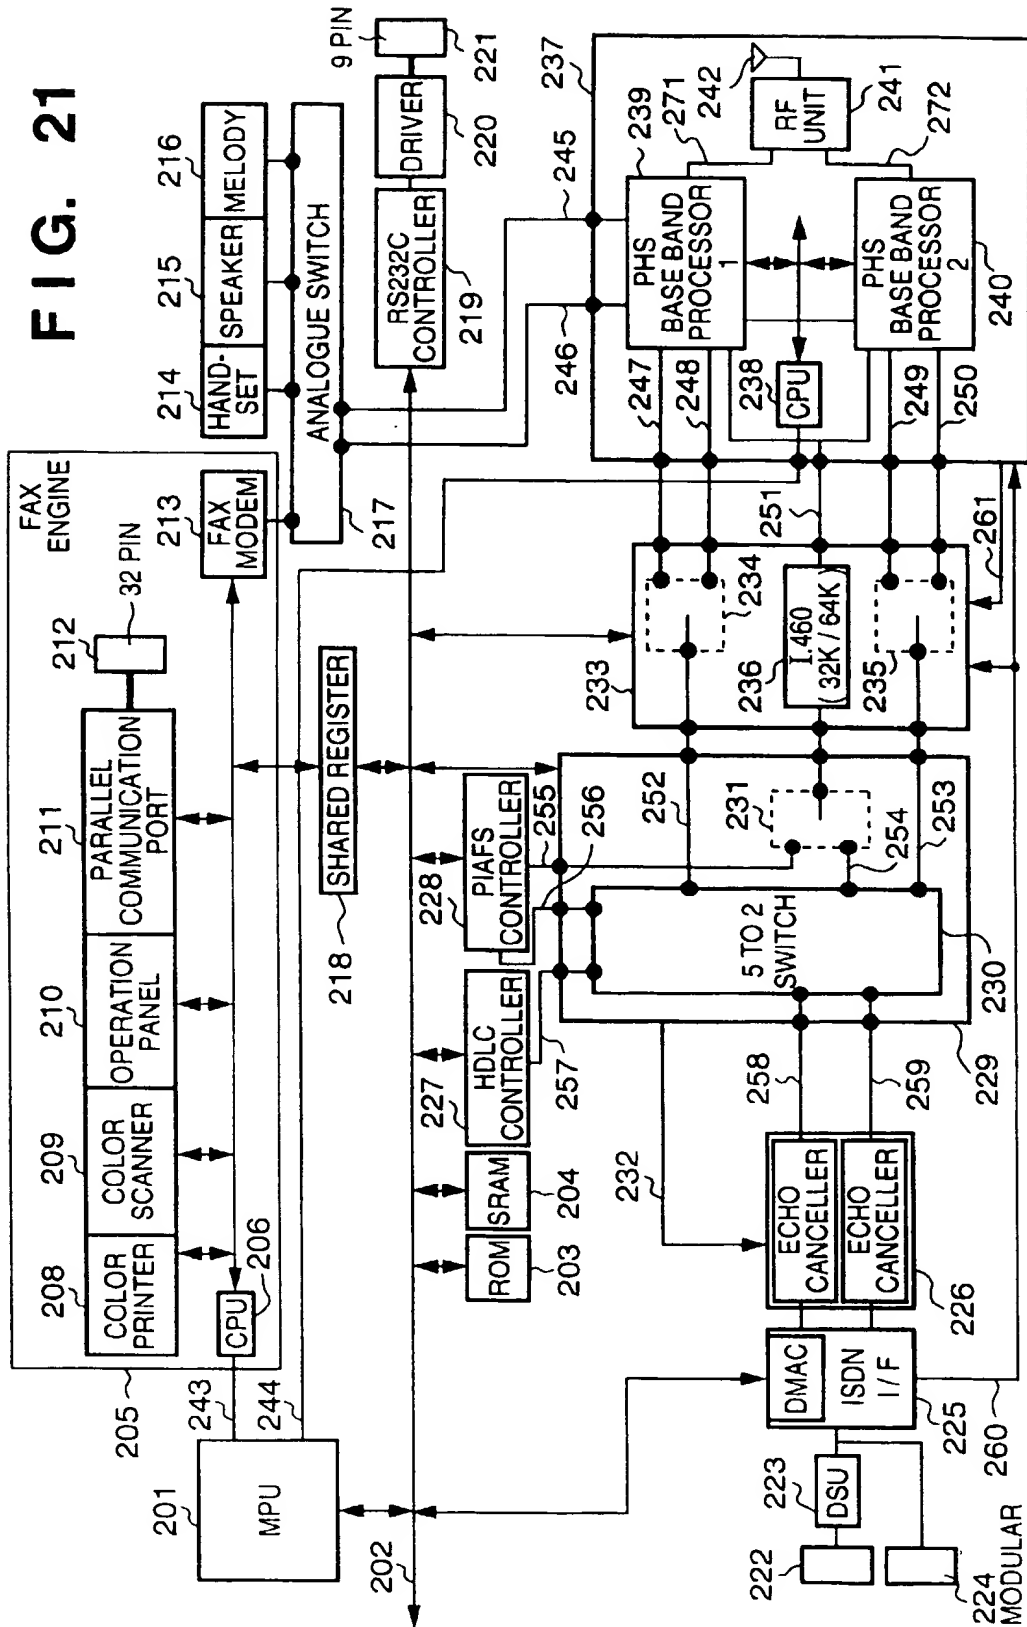 FIG. 21
205
FAX
ENGINE
208
209
210
211
212
32 PIN
COLOR
PRINTER
COLOR
SCANNER
OPERATION
PANEL
PARALLEL
COMMUNICATION
PORT
CPU
206
FAX
MODEM
213
214
215
216
HAND-
SET
SPEAKER
MELODY
ANALOGUE SWITCH
217
9 PIN
221
DRIVER
220
RS232C
CONTROLLER
219
201
MPU
243
244
202
SHARED REGISTER
218
ROM
203
SRAM
204
HDLC
CONTROLLER
227
PIAFS
CONTROLLER
228
255
256
257
222
DSU
223
224
MODULAR
DMAC
ISDN
I/F
225
260
ECHO
CANCELLER
ECHO
CANCELLER
226
232
258
259
229
5 TO 2
SWITCH
230
231
252
254
253
233
234
I.460
(32K / 64K)
236
235
261
251
246
245
247
248
249
250
237
PHS
BASE BAND
PROCESSOR
1
239
CPU
238
PHS
BASE BAND
PROCESSOR
2
240
271
272
RF
UNIT
241
242